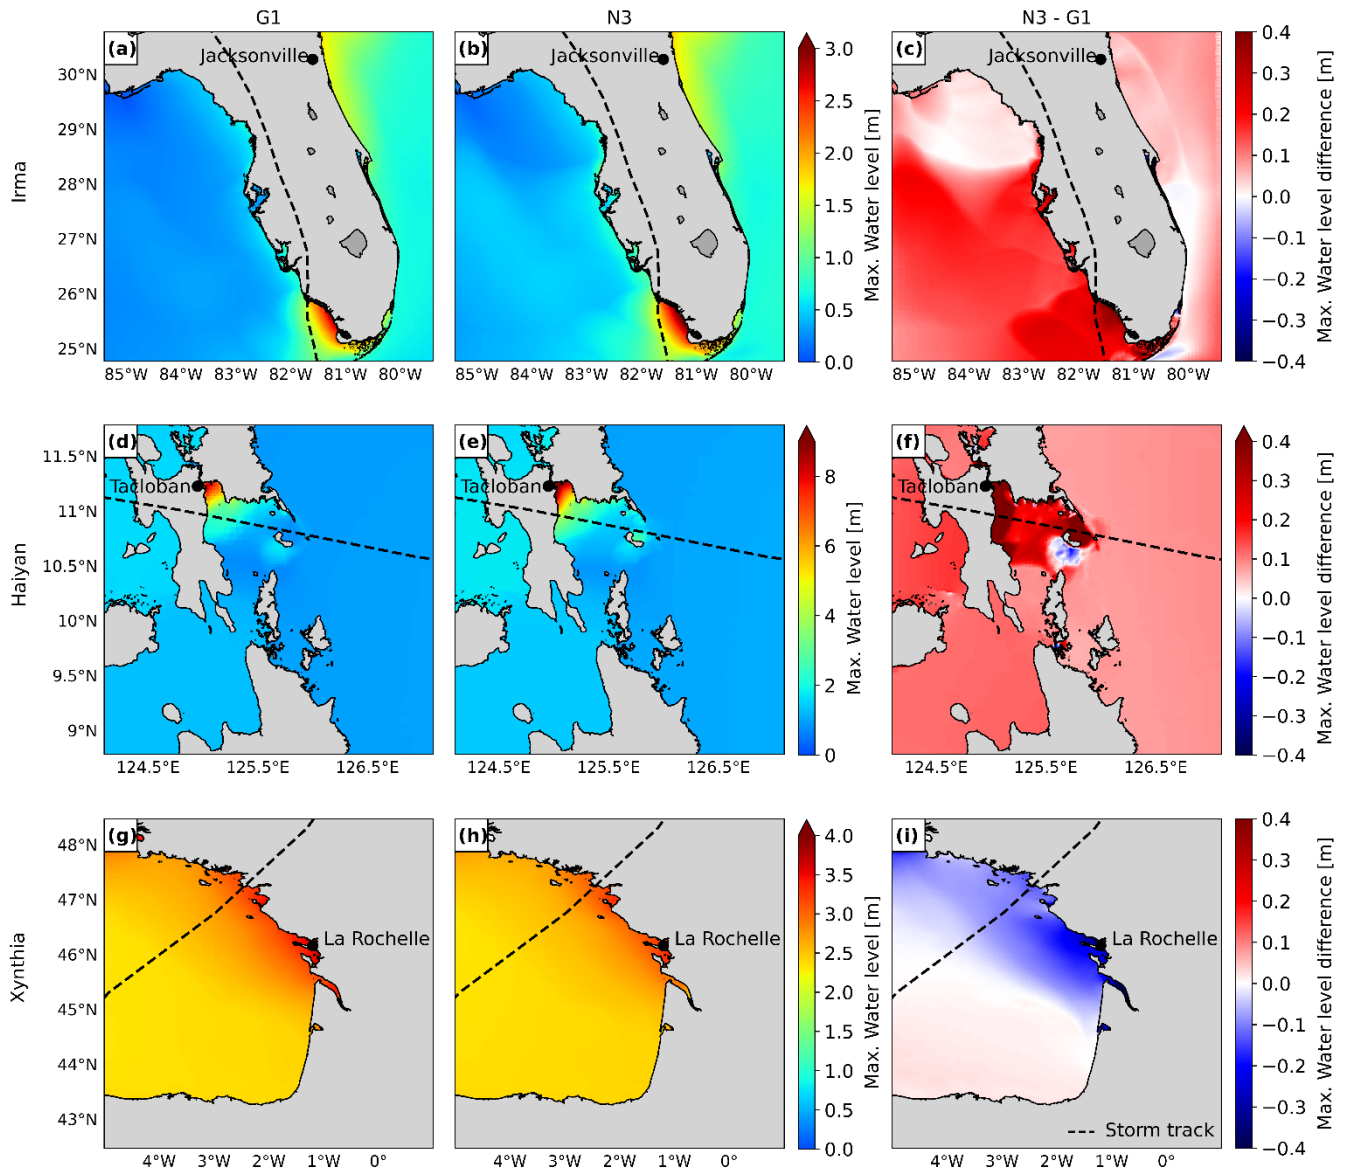 G1 N3 N3 - G1
Irma
(a) Jacksonville
30°N
29°N
28°N
27°N
26°N
25°N
85°W 84°W 83°W 82°W 81°W 80°W
(b) Jacksonville
85°W 84°W 83°W 82°W 81°W 80°W
3.0
2.5
2.0
1.5
1.0
0.5
0.0
Max. Water level [m]
(c) Jacksonville
85°W 84°W 83°W 82°W 81°W 80°W
0.4
0.3
0.2
0.1
0.0
−0.1
−0.2
−0.3
−0.4
Max. Water level difference [m]
Haiyan
(d) Tacloban
11.5°N
11°N
10.5°N
10°N
9.5°N
9°N
124.5°E 125.5°E 126.5°E
(e) Tacloban
124.5°E 125.5°E 126.5°E
8
6
4
2
0
Max. Water level [m]
(f) Tacloban
124.5°E 125.5°E 126.5°E
0.4
0.3
0.2
0.1
0.0
−0.1
−0.2
−0.3
−0.4
Max. Water level difference [m]
Xynthia
(g) La Rochelle
48°N
47°N
46°N
45°N
44°N
43°N
4°W 3°W 2°W 1°W 0°
(h) La Rochelle
4°W 3°W 2°W 1°W 0°
4.0
3.5
3.0
2.5
2.0
1.5
1.0
0.5
0.0
Max. Water level [m]
(i) La Rochelle
Storm track
4°W 3°W 2°W 1°W 0°
0.4
0.3
0.2
0.1
0.0
−0.1
−0.2
−0.3
−0.4
Max. Water level difference [m]